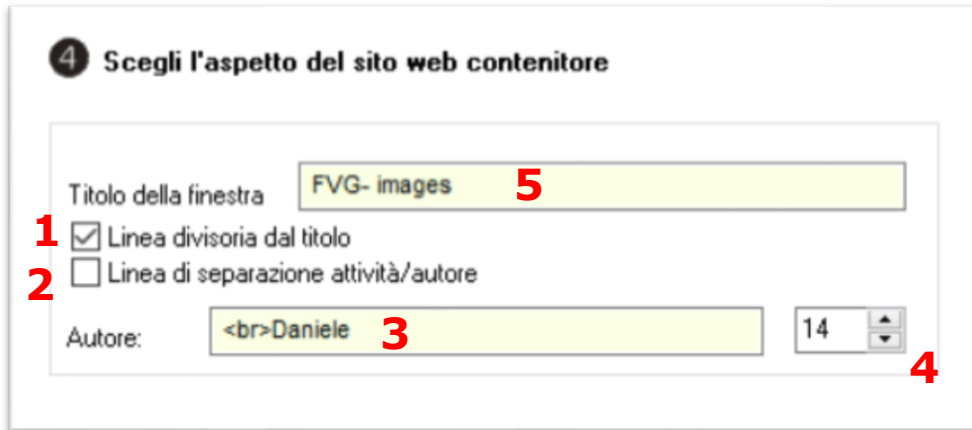 4 Scegli l'aspetto del sito web contenitore
Titolo della finestra FVG- images 5
1 Linea divisoria dal titolo
2 Linea di separazione attività/autore
Autore: <br>Daniele 3 14 4